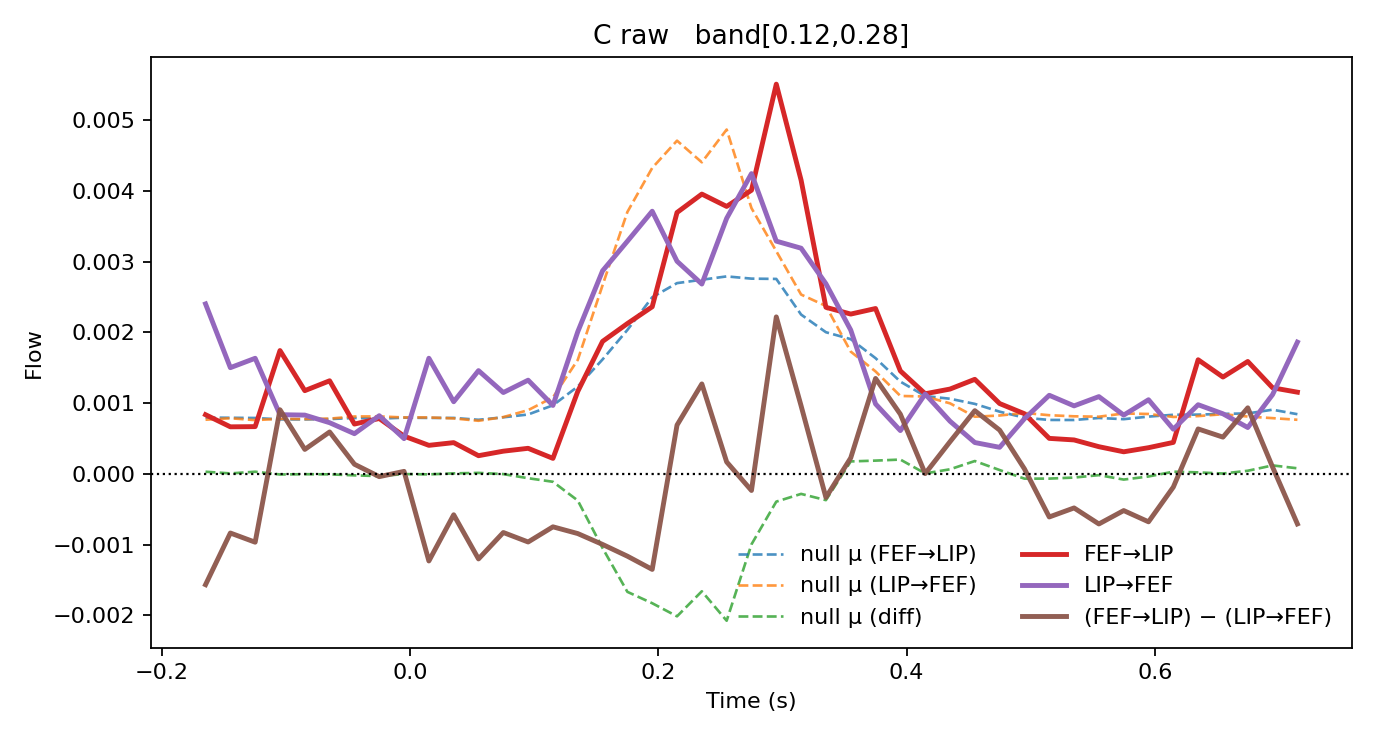 C raw   band[0.12,0.28]
Flow
0.005
0.004
0.003
0.002
0.001
0.000
−0.001
−0.002
null μ (FEF→LIP)
null μ (LIP→FEF)
null μ (diff)
FEF→LIP
LIP→FEF
(FEF→LIP) − (LIP→FEF)
−0.2
0.0
0.2
0.4
0.6
Time (s)